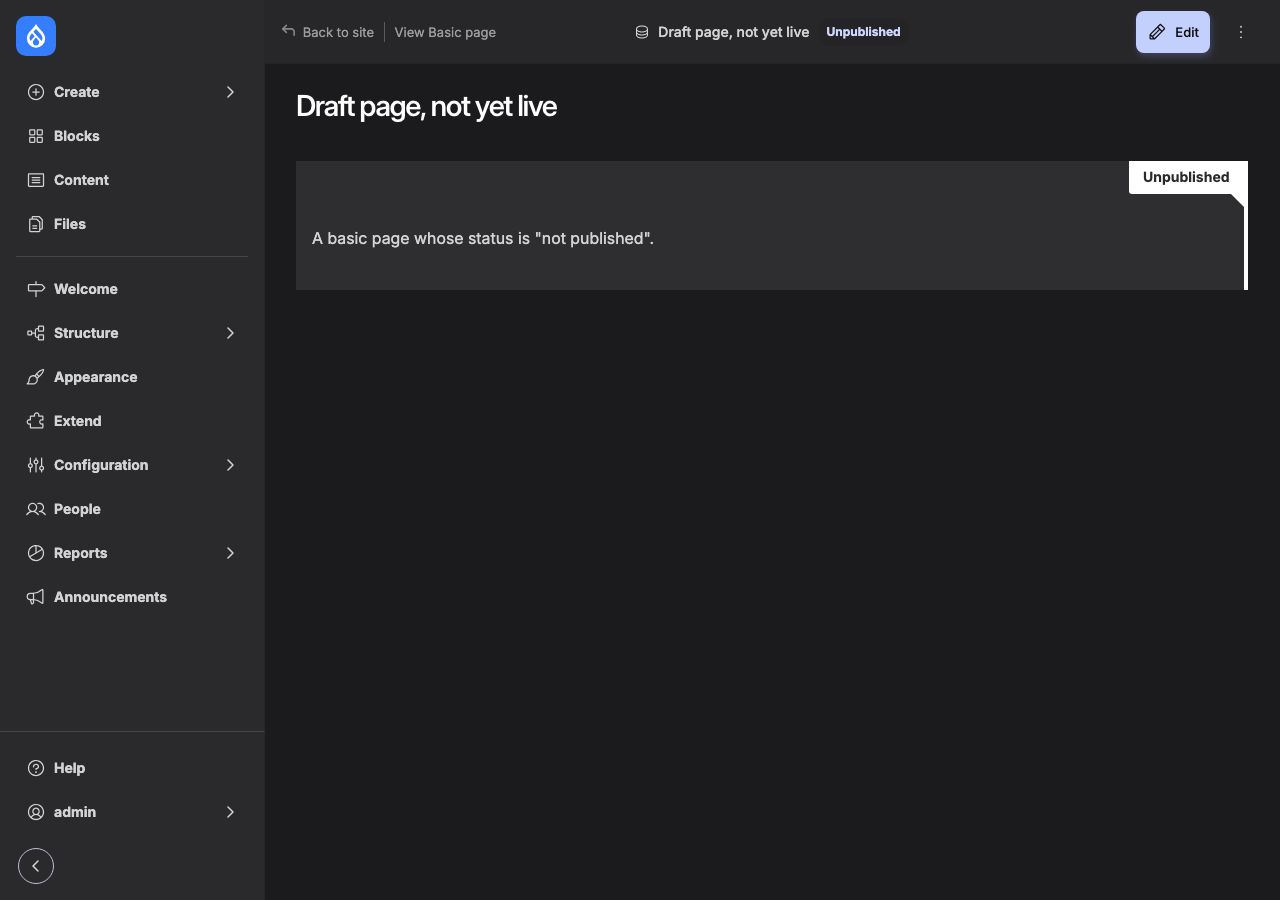 Back to site
View Basic page
Draft page, not yet live
Unpublished
Edit
Create
Blocks
Content
Files
Welcome
Structure
Appearance
Extend
Configuration
People
Reports
Announcements
Help
admin
Draft page, not yet live
Unpublished
A basic page whose status is "not published".